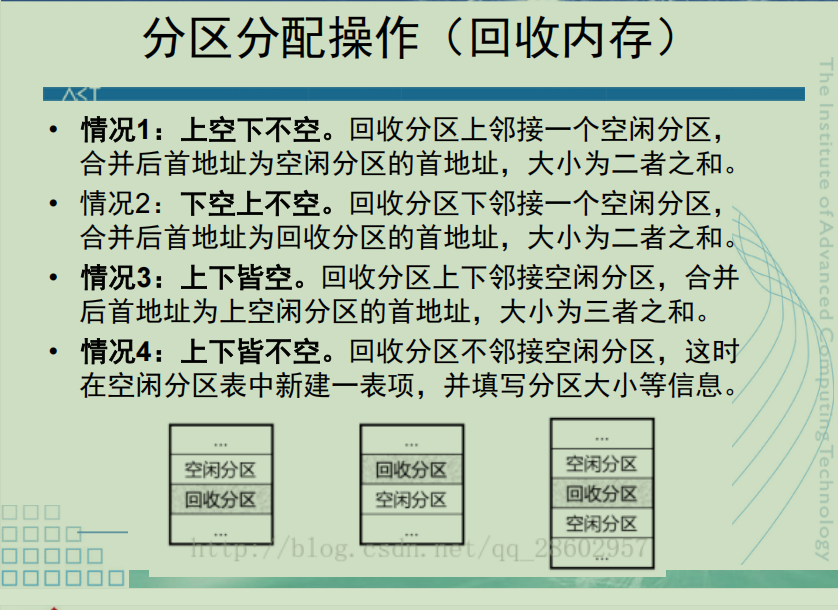 分区分配操作（回收内存）
• 情况1：上空下不空。回收分区上邻接一个空闲分区，
合并后首地址为空闲分区的首地址，大小为二者之和。
• 情况2：下空上不空。回收分区下邻接一个空闲分区，
合并后首地址为回收分区的首地址，大小为二者之和。
• 情况3：上下皆空。回收分区上下邻接空闲分区，合并
后首地址为上空闲分区的首地址，大小为三者之和。
• 情况4：上下皆不空。回收分区不邻接空闲分区，这时
在空闲分区表中新建一表项，并填写分区大小等信息。
...
空闲分区
回收分区
...
...
回收分区
空闲分区
...
...
空闲分区
回收分区
空闲分区
...
http://blog.csdn.net/qq_28602957
The Institute of Advanced Computing Technology